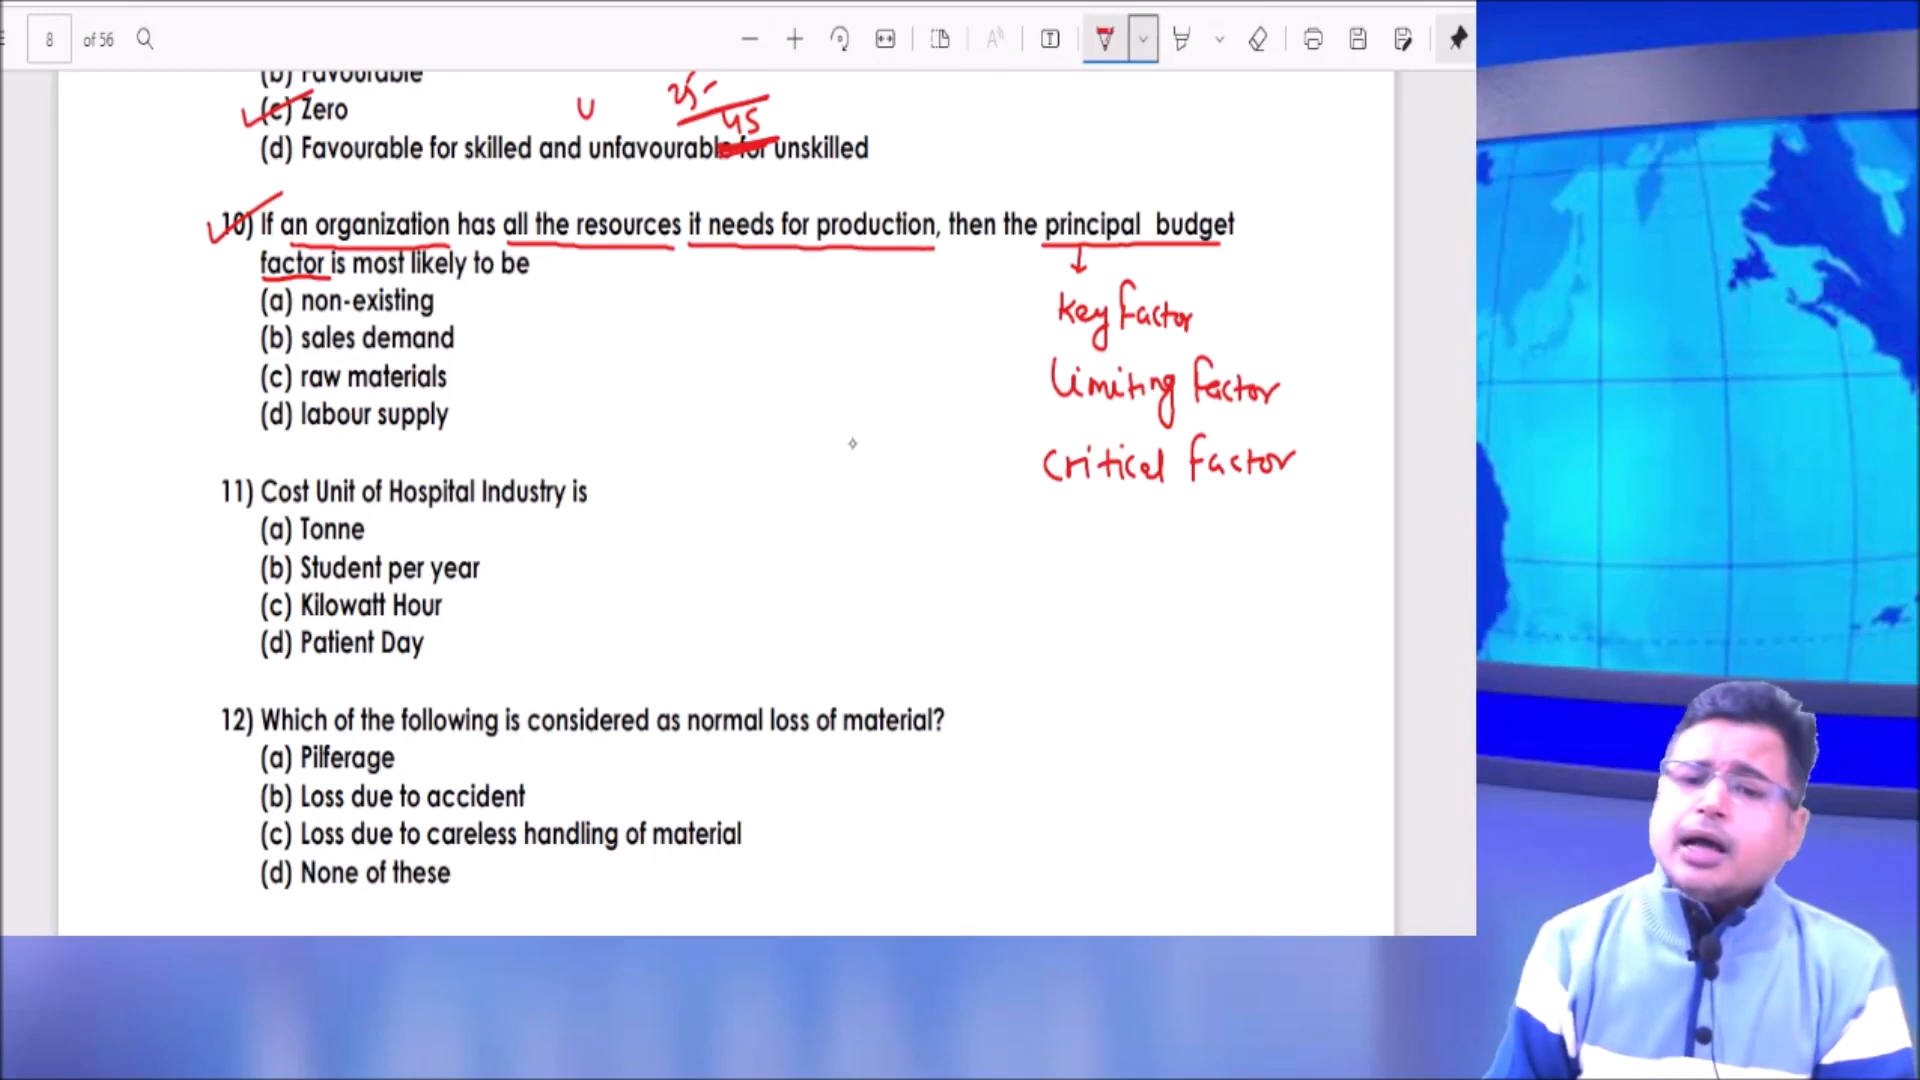 8 of 56
(b) Favourable
(c) Zero
U
25
45
(d) Favourable for skilled and unfavourable for unskilled
10) If an organization has all the resources it needs for production, then the principal budget
factor is most likely to be
(a) non-existing
(b) sales demand
(c) raw materials
(d) labour supply
key factor
Limiting factor
Critical factor
11) Cost Unit of Hospital Industry is
(a) Tonne
(b) Student per year
(c) Kilowatt Hour
(d) Patient Day
12) Which of the following is considered as normal loss of material?
(a) Pilferage
(b) Loss due to accident
(c) Loss due to careless handling of material
(d) None of these